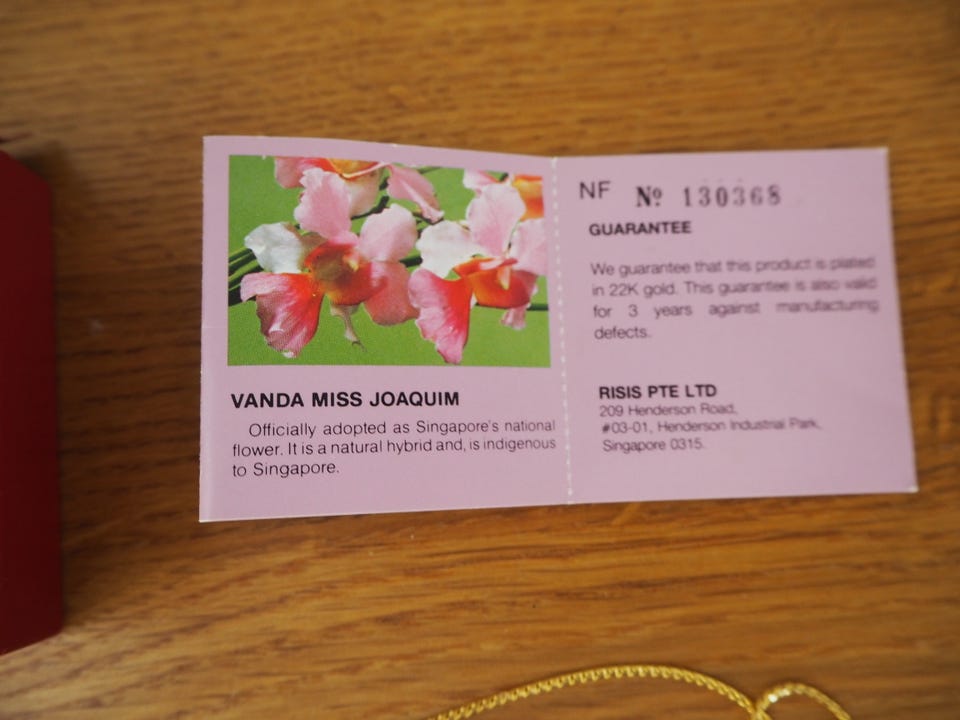 VANDA MISS JOAQUIM
Officially adopted as Singapore's national
flower. It is a natural hybrid and, is indigenous
to Singapore.
NF Nº 130368
GUARANTEE
We guarantee that this product is plated
in 22K gold. This guarantee is also valid
for 3 years against manufacturing
defects.
RISIS PTE LTD
209 Henderson Road,
#03-01, Henderson Industrial Park,
Singapore 0315.